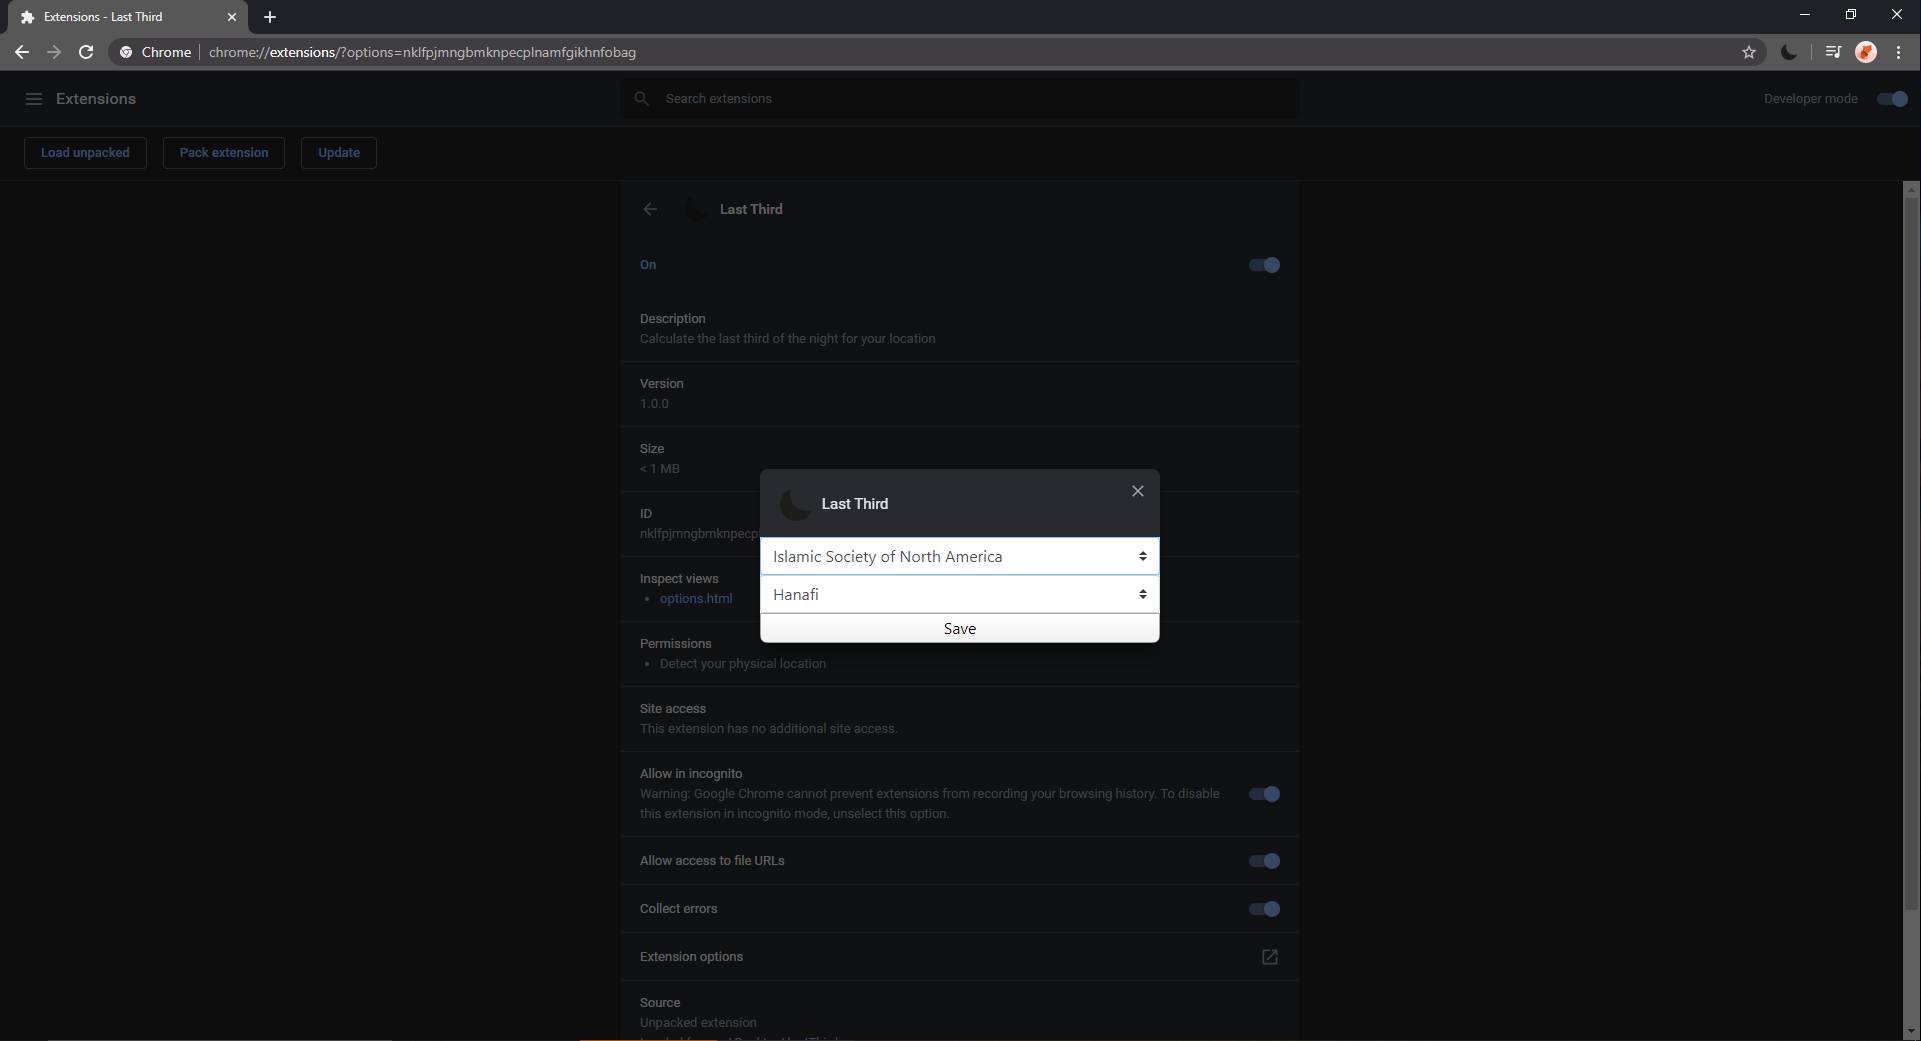 Extensions - Last Third
Chrome
chrome://extensions/?options=nklfpjmngbmknpecplnamfgikhnfobag
Extensions
Search extensions
Developer mode
Load unpacked
Pack extension
Update
Last Third
On
Description
Calculate the last third of the night for your location
Version
1.0.0
Size
< 1 MB
ID
nklfpjmngbmknpecp
Last Third
Islamic Society of North America
Hanafi
Save
Inspect views
• options.html
Permissions
• Detect your physical location
Site access
This extension has no additional site access.
Allow in incognito
Warning: Google Chrome cannot prevent extensions from recording your browsing history. To disable
this extension in incognito mode, unselect this option.
Allow access to file URLs
Collect errors
Extension options
Source
Unpacked extension